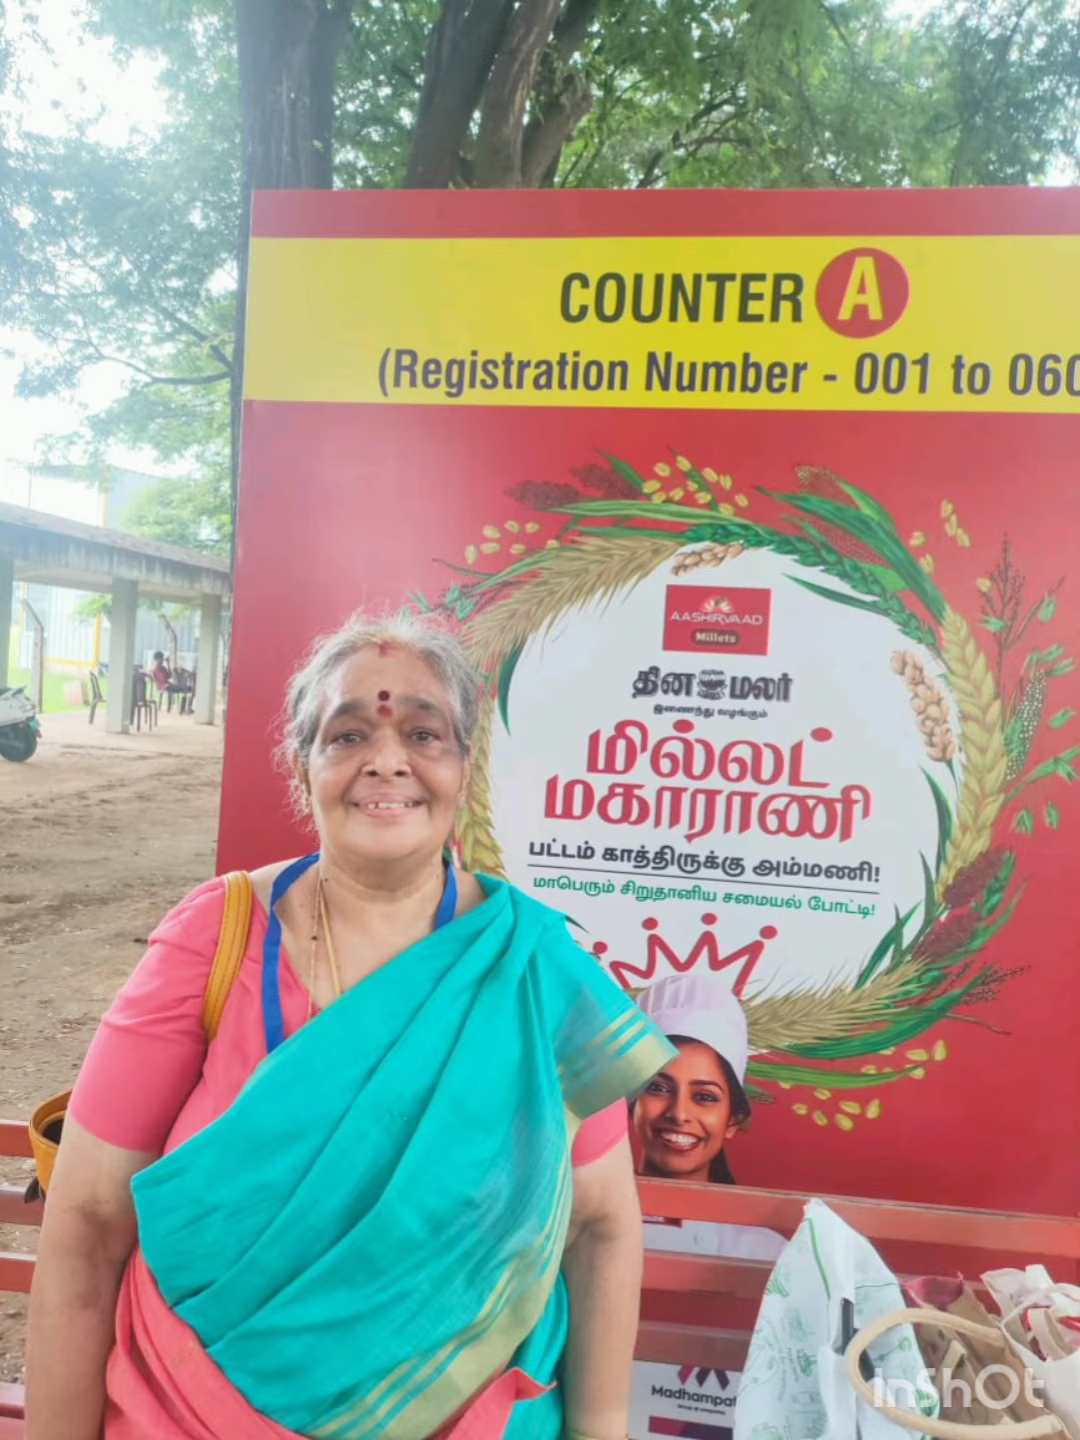 COUNTER A
(Registration Number - 001 to 060
AASHIRVAAD
Millets
தினமலர்
இணைந்து வழங்கும்
மில்லட்
மகாராணி
பட்டம் காத்திருக்கு அம்மணி!
மாபெரும் சிறுதானிய சமையல் போட்டி!
Madhampat
InShOt